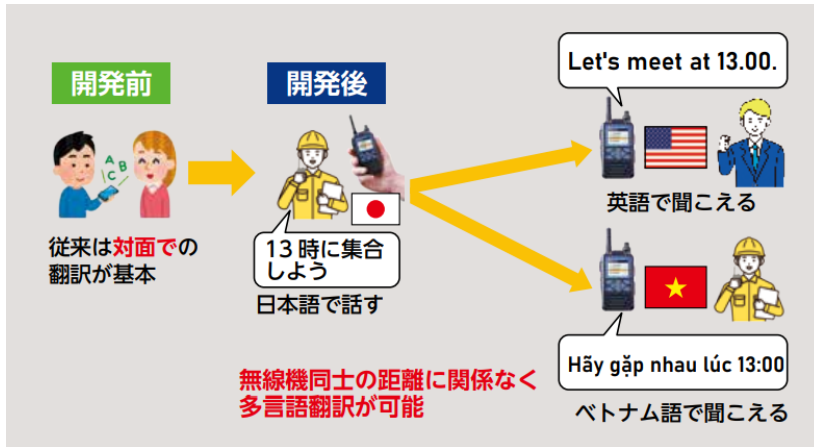 開発前
A
B
C
従来は対面での
翻訳が基本
開発後
13時に集合
しよう
日本語で話す
Let's meet at 13.00.
英語で聞こえる
Hãy gặp nhau lúc 13:00
ベトナム語で聞こえる
無線機同士の距離に関係なく
多言語翻訳が可能